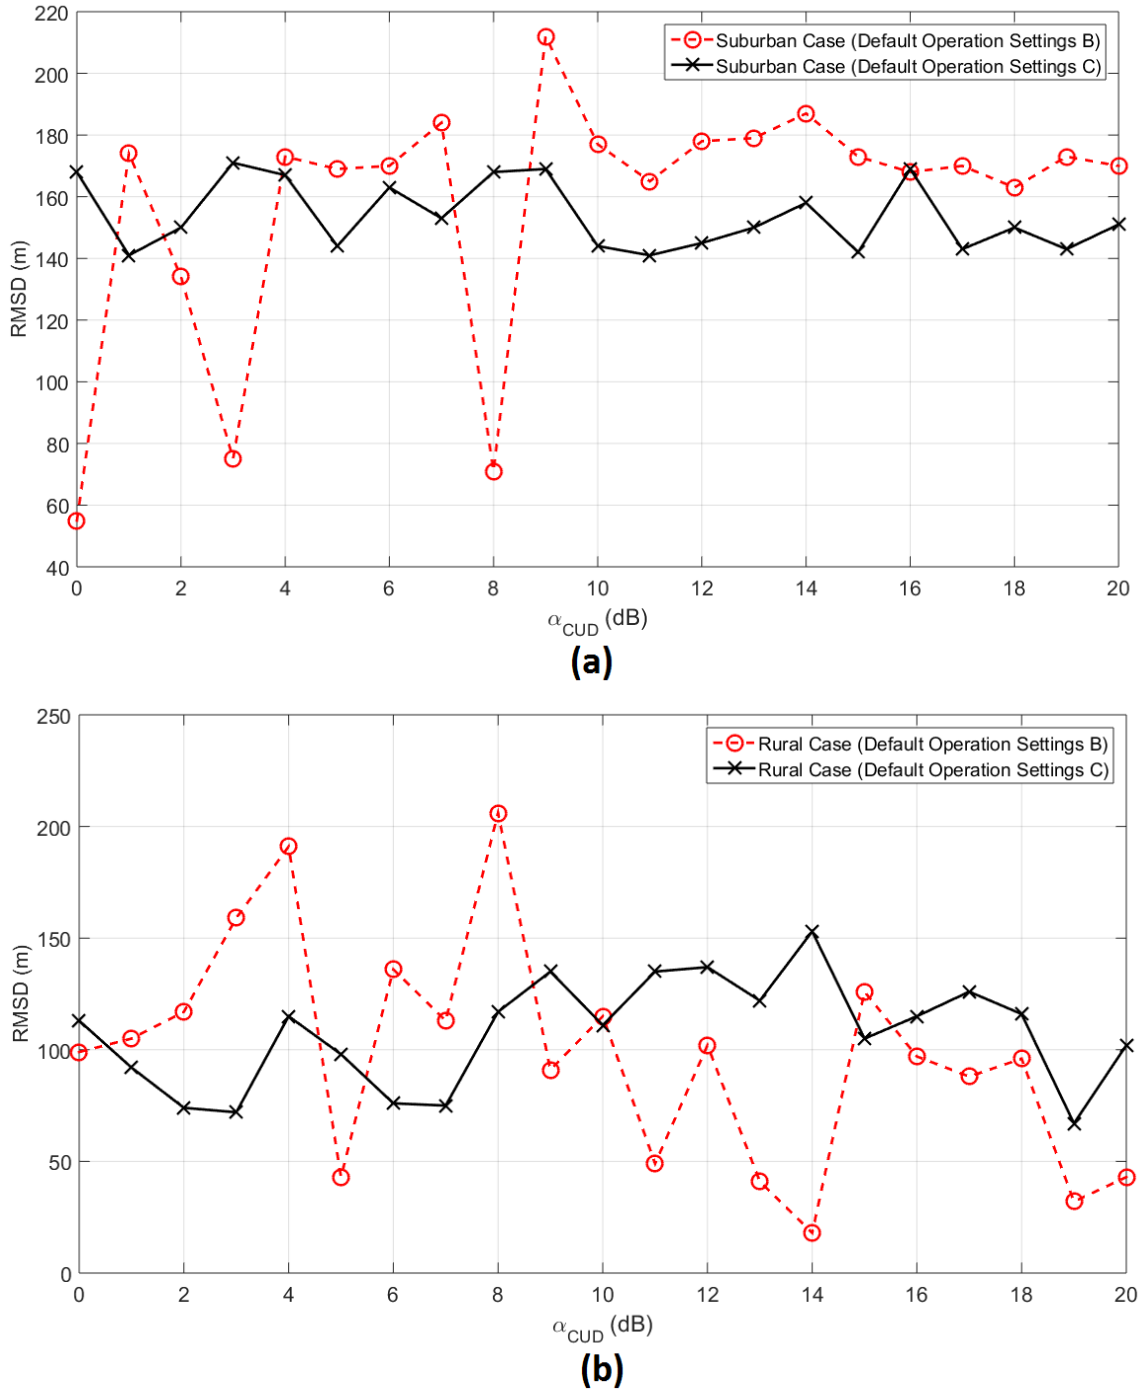 220
200
180
160
140
120
100
80
60
40
RMSD (m)
Suburban Case (Default Operation Settings B)
Suburban Case (Default Operation Settings C)
0 2 4 6 8 10 12 14 16 18 20
αCUD (dB)
(a)
250
200
150
100
50
0
RMSD (m)
Rural Case (Default Operation Settings B)
Rural Case (Default Operation Settings C)
0 2 4 6 8 10 12 14 16 18 20
αCUD (dB)
(b)